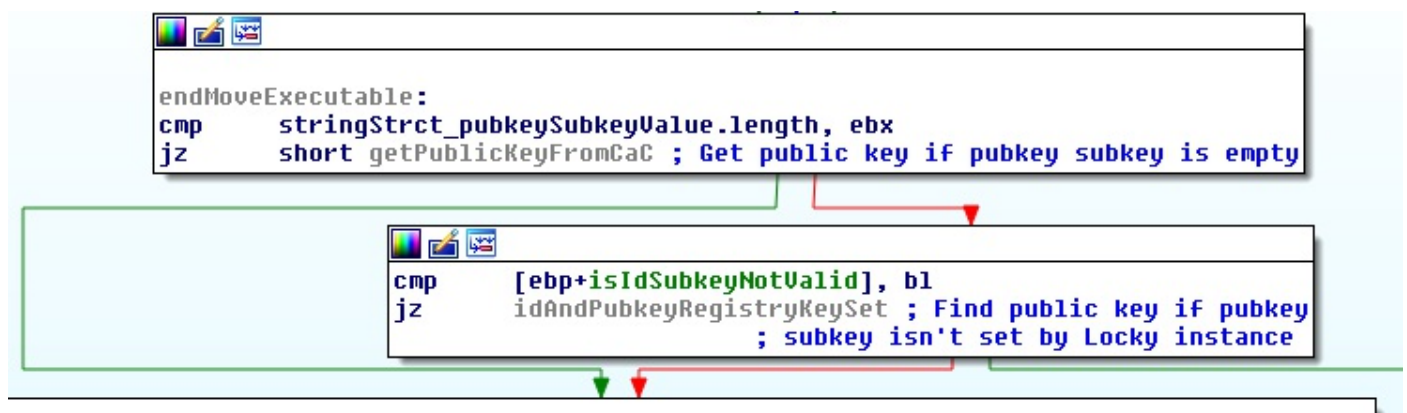 endMoveExecutable:
cmp stringStrct_pubkeySubkeyValue.length, ebx
jz short getPublicKeyFromCaC ; Get public key if pubkey subkey is empty
cmp [ebp+isIdSubkeyNotValid], bl
jz idAndPubkeyRegistryKeySet ; Find public key if pubkey
; subkey isn't set by Locky instance